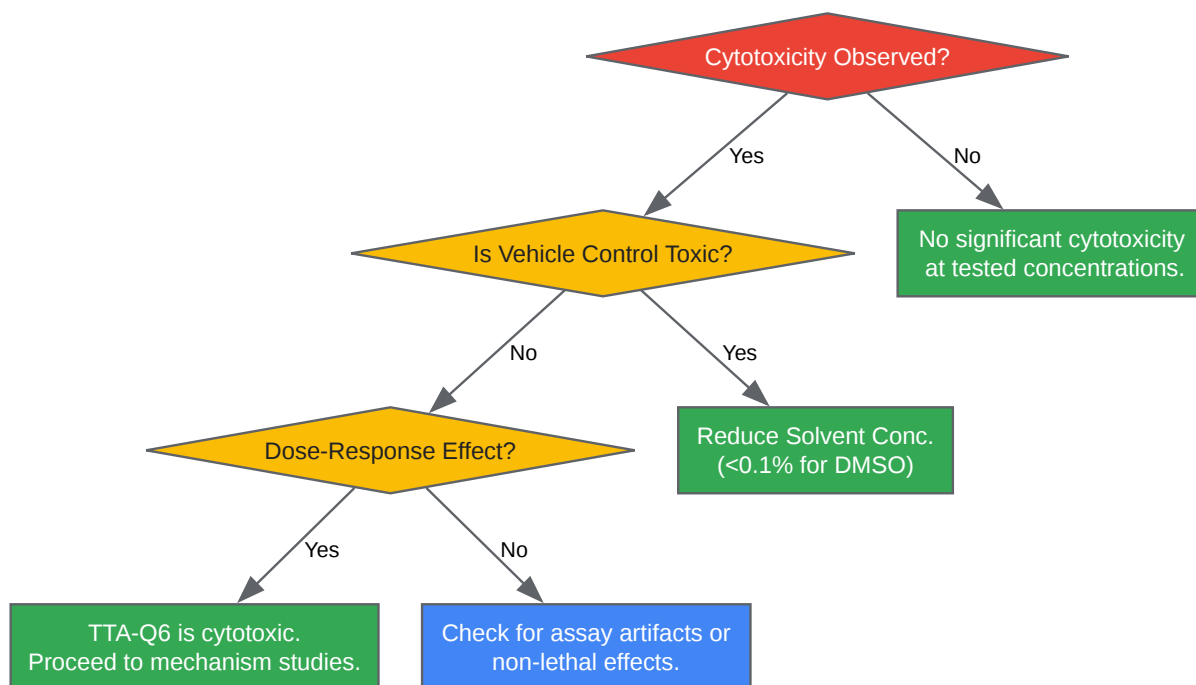 Cytotoxicity Observed?
Yes
No
Is Vehicle Control Toxic?
No significant cytotoxicity
at tested concentrations.
No
Yes
Dose-Response Effect?
Reduce Solvent Conc.
(<0.1% for DMSO)
Yes
No
TTA-Q6 is cytotoxic.
Proceed to mechanism studies.
Check for assay artifacts or
non-lethal effects.